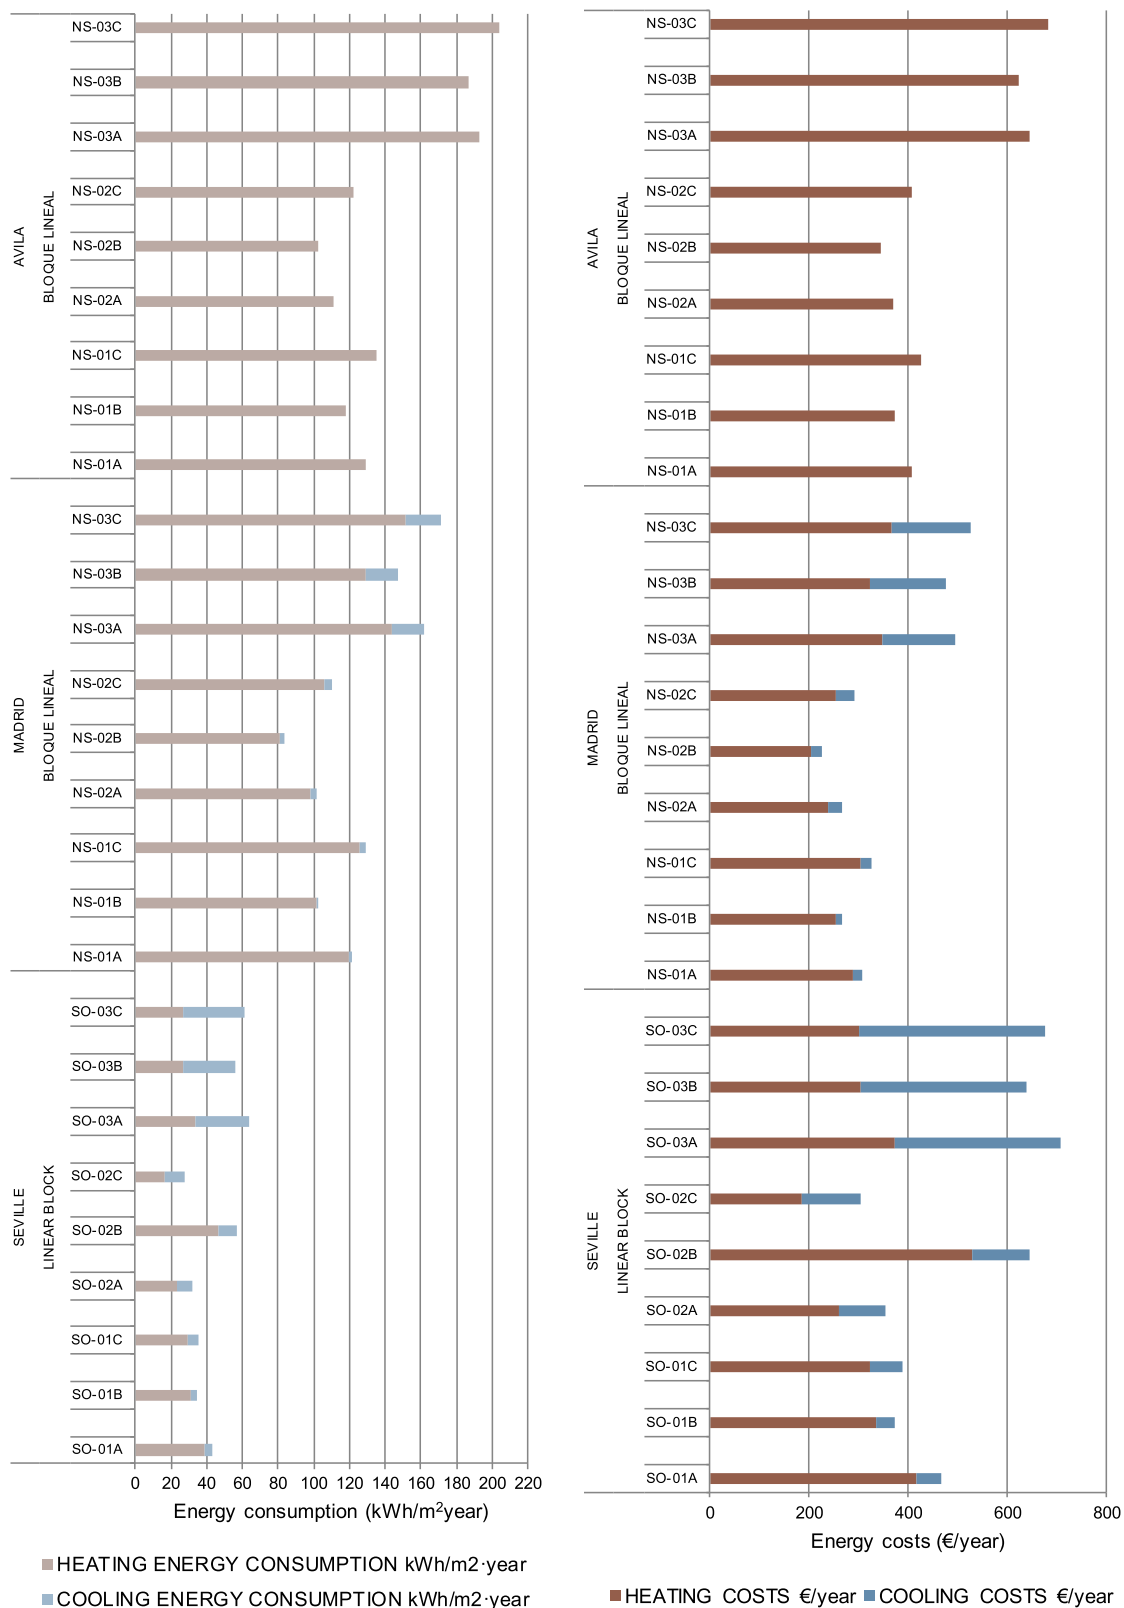 AVILA
BLOQUE LINEAL
NS-03C
NS-03B
NS-03A
NS-02C
NS-02B
NS-02A
NS-01C
NS-01B
NS-01A
MADRID
BLOQUE LINEAL
NS-03C
NS-03B
NS-03A
NS-02C
NS-02B
NS-02A
NS-01C
NS-01B
NS-01A
SEVILLE
LINEAR BLOCK
SO-03C
SO-03B
SO-03A
SO-02C
SO-02B
SO-02A
SO-01C
SO-01B
SO-01A
0 20 40 60 80 100 120 140 160 180 200 220
Energy consumption (kWh/m²year)
HEATING ENERGY CONSUMPTION kWh/m2·year
COOLING ENERGY CONSUMPTION kWh/m2·year
AVILA
BLOQUE LINEAL
NS-03C
NS-03B
NS-03A
NS-02C
NS-02B
NS-02A
NS-01C
NS-01B
NS-01A
MADRID
BLOQUE LINEAL
NS-03C
NS-03B
NS-03A
NS-02C
NS-02B
NS-02A
NS-01C
NS-01B
NS-01A
SEVILLE
LINEAR BLOCK
SO-03C
SO-03B
SO-03A
SO-02C
SO-02B
SO-02A
SO-01C
SO-01B
SO-01A
0 200 400 600 800
Energy costs (€/year)
HEATING COSTS €/year COOLING COSTS €/year